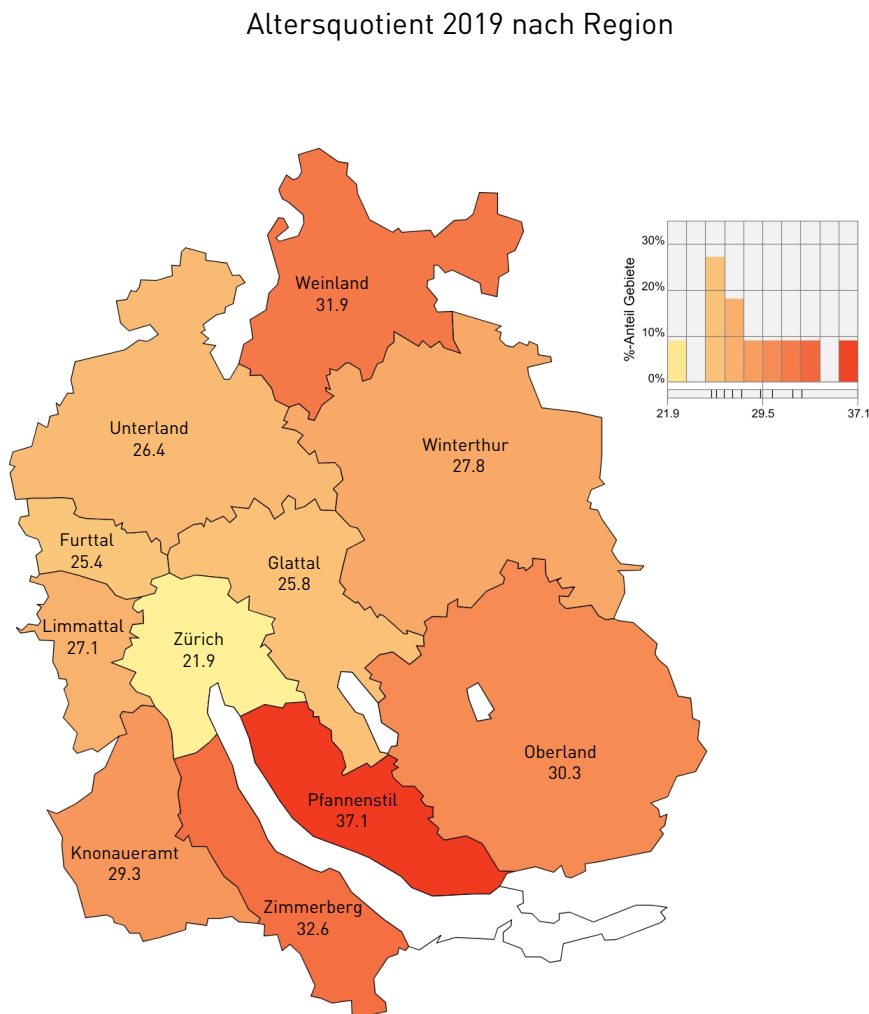 Altersquotient 2019 nach Region
Weinland
31.9
%-Anteil Gebiete
30%
20%
10%
0%
21.9 29.5 37.1
Unterland
26.4
Winterthur
27.8
Furttal
25.4
Glattal
25.8
Limmattal
27.1
Zürich
21.9
Oberland
30.3
Pfannenstil
37.1
Knonaueramt
29.3
Zimmerberg
32.6